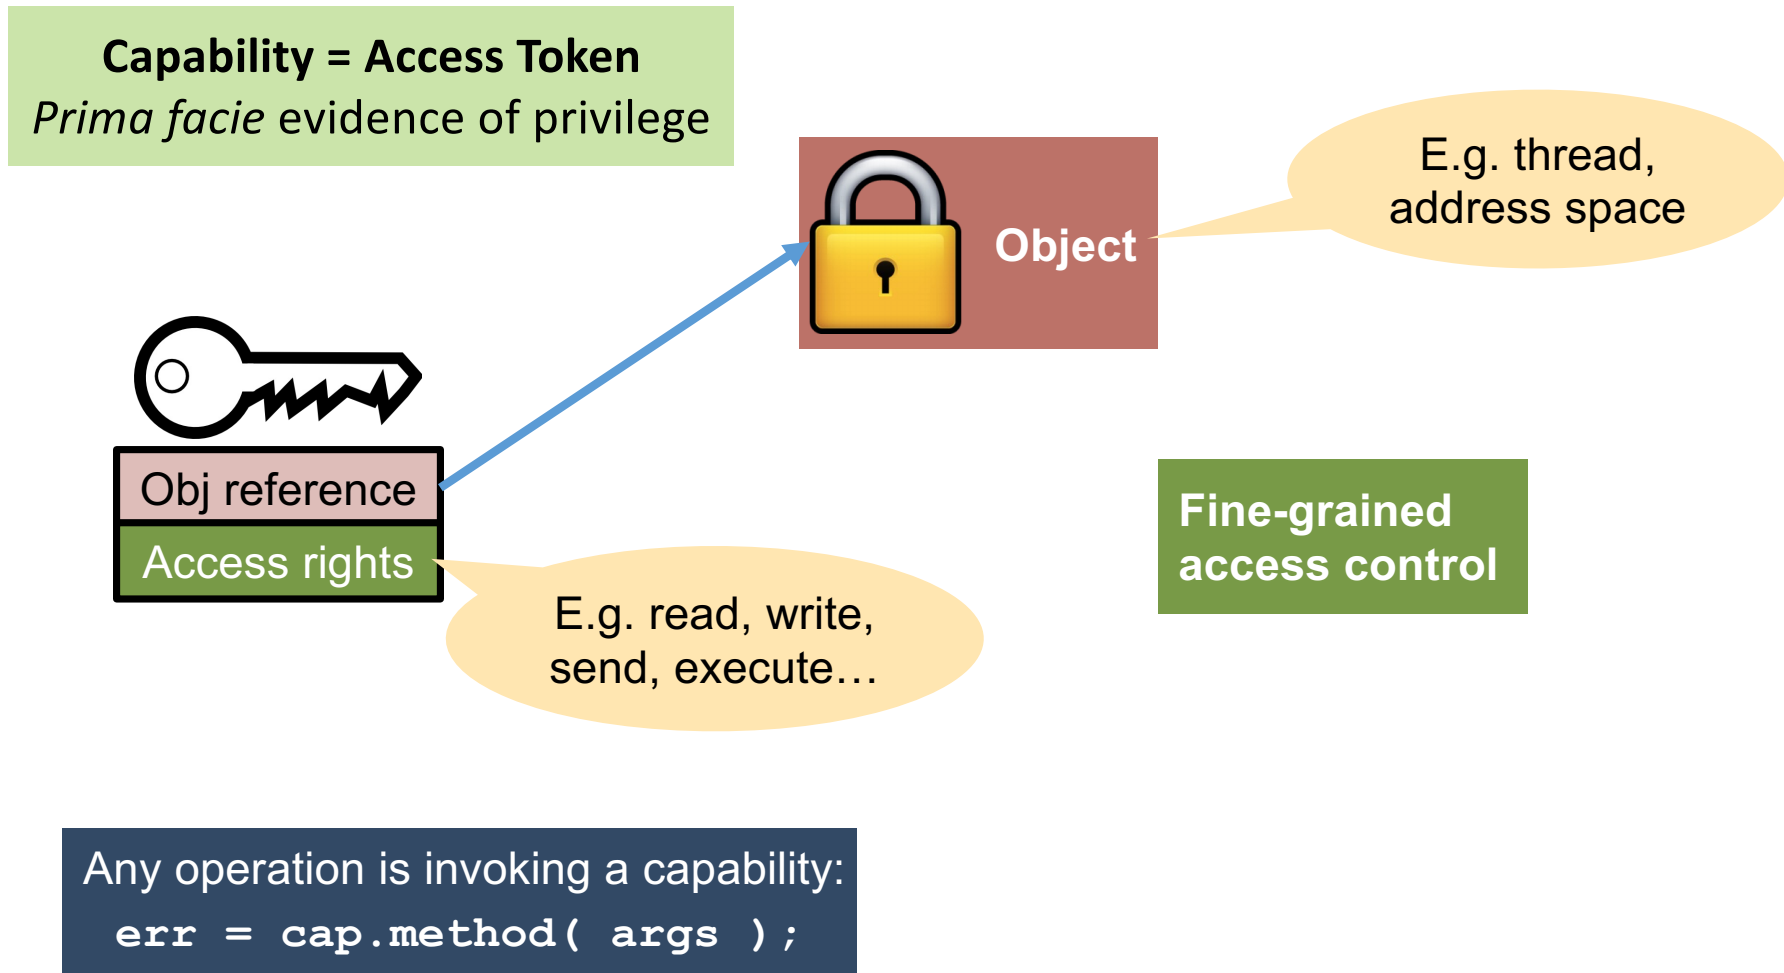 Capability = Access Token
Prima facie evidence of privilege
E.g. thread,
address space
Object
Obj reference
Access rights
Fine-grained
access control
E.g. read, write,
send, execute…
Any operation is invoking a capability:
err = cap.method( args );